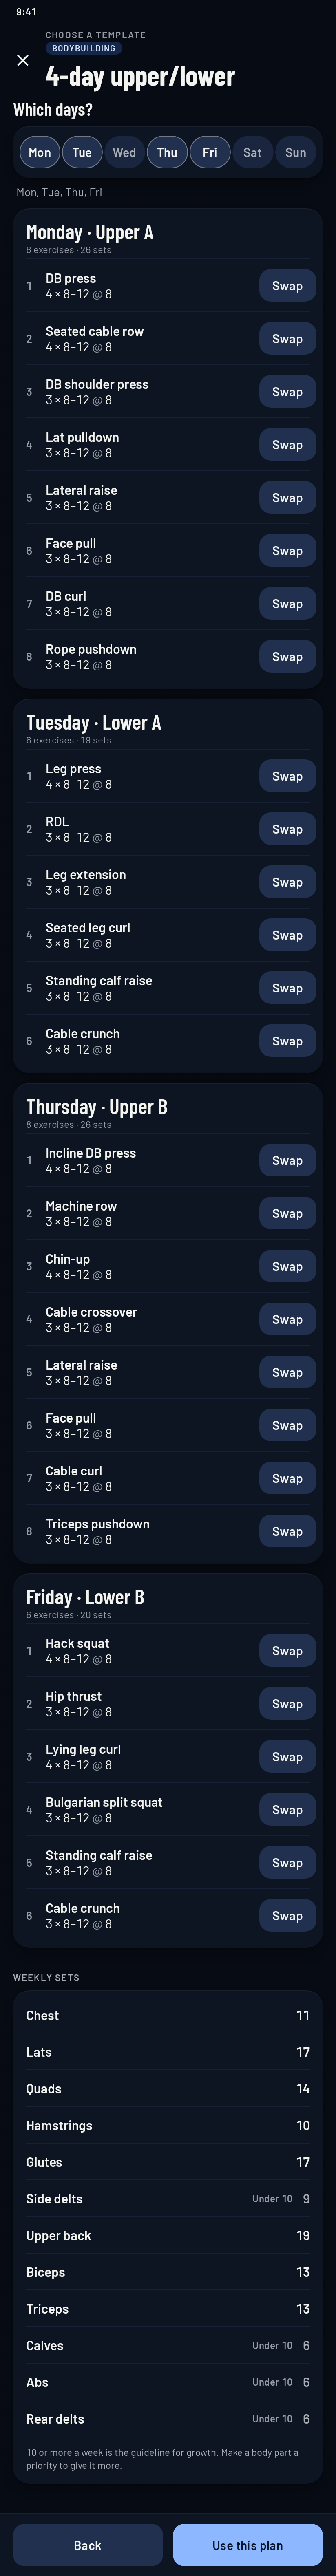 9:41
CHOOSE A TEMPLATE
BODYBUILDING
4-day upper/lower
Which days?
Mon Tue Wed Thu Fri Sat Sun
Mon, Tue, Thu, Fri
Monday · Upper A
8 exercises · 26 sets
1 DB press Swap
4 × 8–12 @ 8
2 Seated cable row Swap
4 × 8–12 @ 8
3 DB shoulder press Swap
3 × 8–12 @ 8
4 Lat pulldown Swap
3 × 8–12 @ 8
5 Lateral raise Swap
3 × 8–12 @ 8
6 Face pull Swap
3 × 8–12 @ 8
7 DB curl Swap
3 × 8–12 @ 8
8 Rope pushdown Swap
3 × 8–12 @ 8
Tuesday · Lower A
6 exercises · 19 sets
1 Leg press Swap
4 × 8–12 @ 8
2 RDL Swap
3 × 8–12 @ 8
3 Leg extension Swap
3 × 8–12 @ 8
4 Seated leg curl Swap
3 × 8–12 @ 8
5 Standing calf raise Swap
3 × 8–12 @ 8
6 Cable crunch Swap
3 × 8–12 @ 8
Thursday · Upper B
8 exercises · 26 sets
1 Incline DB press Swap
4 × 8–12 @ 8
2 Machine row Swap
3 × 8–12 @ 8
3 Chin-up Swap
4 × 8–12 @ 8
4 Cable crossover Swap
3 × 8–12 @ 8
5 Lateral raise Swap
3 × 8–12 @ 8
6 Face pull Swap
3 × 8–12 @ 8
7 Cable curl Swap
3 × 8–12 @ 8
8 Triceps pushdown Swap
3 × 8–12 @ 8
Friday · Lower B
6 exercises · 20 sets
1 Hack squat Swap
4 × 8–12 @ 8
2 Hip thrust Swap
3 × 8–12 @ 8
3 Lying leg curl Swap
4 × 8–12 @ 8
4 Bulgarian split squat Swap
3 × 8–12 @ 8
5 Standing calf raise Swap
3 × 8–12 @ 8
6 Cable crunch Swap
3 × 8–12 @ 8
WEEKLY SETS
Chest 11
Lats 17
Quads 14
Hamstrings 10
Glutes 17
Side delts Under 10 9
Upper back 19
Biceps 13
Triceps 13
Calves Under 10 6
Abs Under 10 6
Rear delts Under 10 6
10 or more a week is the guideline for growth. Make a body part a
priority to give it more.
Back Use this plan